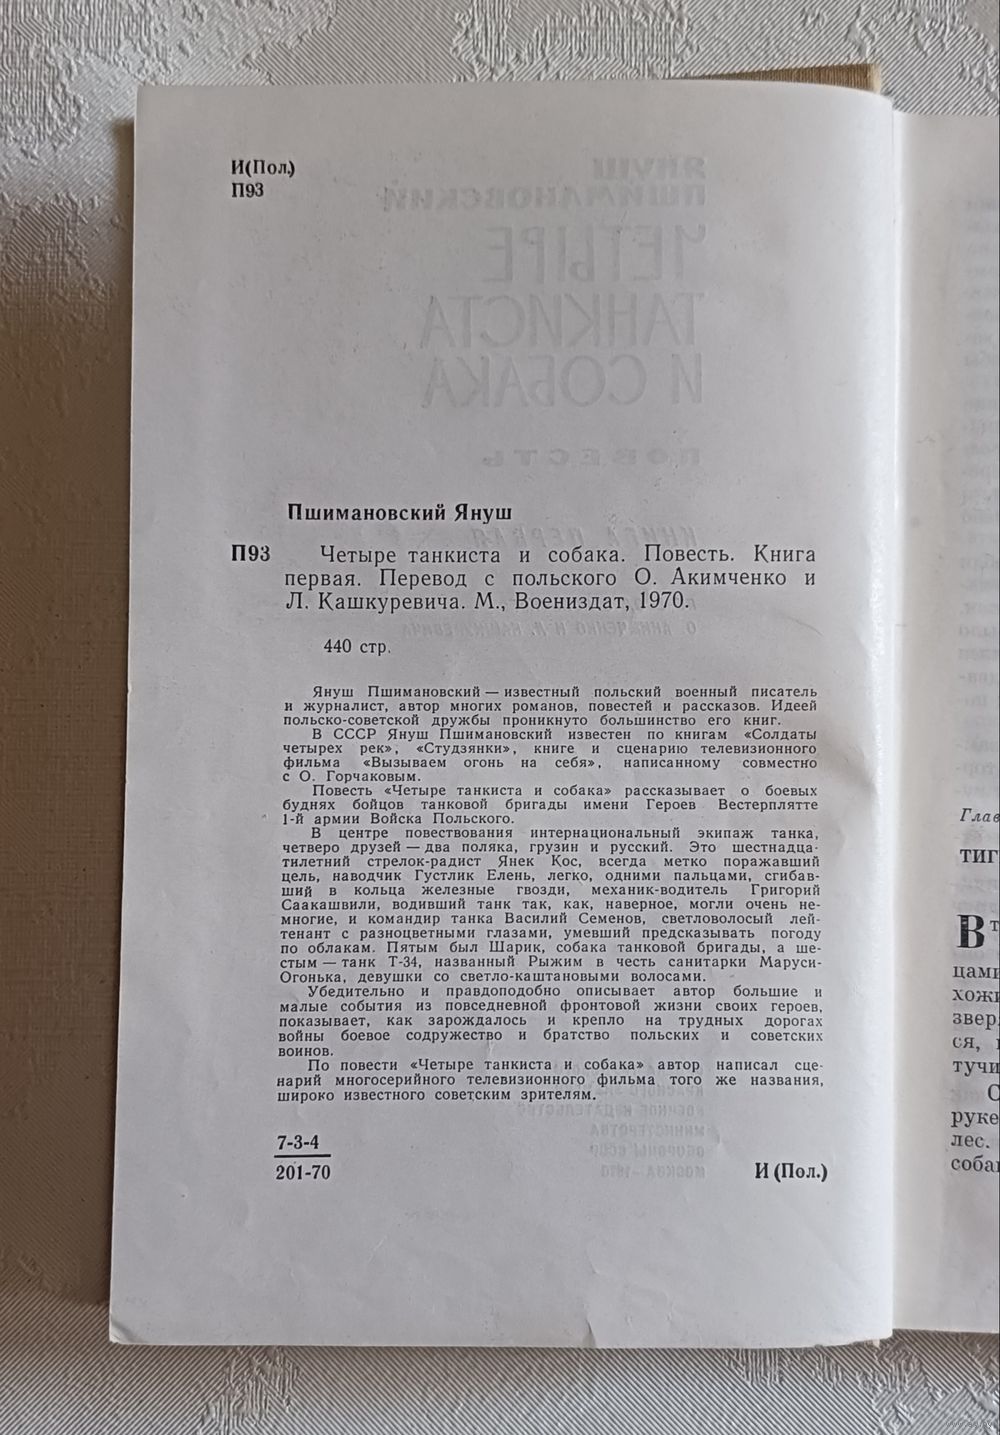 И(Пол.)
П93
Пшимановский Януш
П93 Четыре танкиста и собака. Повесть. Книга
первая. Перевод с польского О. Акимченко и
Л. Кашкуревича. М., Воениздат, 1970.
440 стр.
Януш Пшимановский — известный польский военный писатель
и журналист, автор многих романов, повестей и рассказов. Идеей
польско-советской дружбы проникнуто большинство его книг.
В СССР Януш Пшимановский известен по книгам «Солдаты
четырех рек», «Студзянки», книге и сценарию телевизионного
фильма «Вызываем огонь на себя», написанному совместно
с О. Горчаковым.
Повесть «Четыре танкиста и собака» рассказывает о боевых
буднях бойцов танковой бригады имени Героев Вестерплятте
1-й армии Войска Польского.
В центре повествования интернациональный экипаж танка,
четверо друзей — два поляка, грузин и русский. Это шестнадца-
тилетний стрелок-радист Янек Кос, всегда метко поражавший
цель, наводчик Густлик Елень, легко, одними пальцами, сгибав-
ший в кольца железные гвозди, механик-водитель Григорий
Саакашвили, водивший танк так, как, наверное, могли очень не-
многие, и командир танка Василий Семенов, светловолосый лей-
тенант с разноцветными глазами, умевший предсказывать погоду
по облакам. Пятым был Шарик, собака танковой бригады, а ше-
стым — танк Т-34, названный Рыжим в честь санитарки Маруси-
Огонька, девушки со светло-каштановыми волосами.
Убедительно и правдоподобно описывает автор большие и
малые события из повседневной фронтовой жизни своих героев,
показывает, как зарождалось и крепло на трудных дорогах
войны боевое содружество и братство польских и советских
воинов.
По повести «Четыре танкиста и собака» автор написал сце-
нарий многосерийного телевизионного фильма того же названия,
широко известного советским зрителям.
7-3-4
201-70 И (Пол.)
Глав
ТИГ
В т
цами
хожи
звер
ся,
тучи
С
руке
лес.
соба